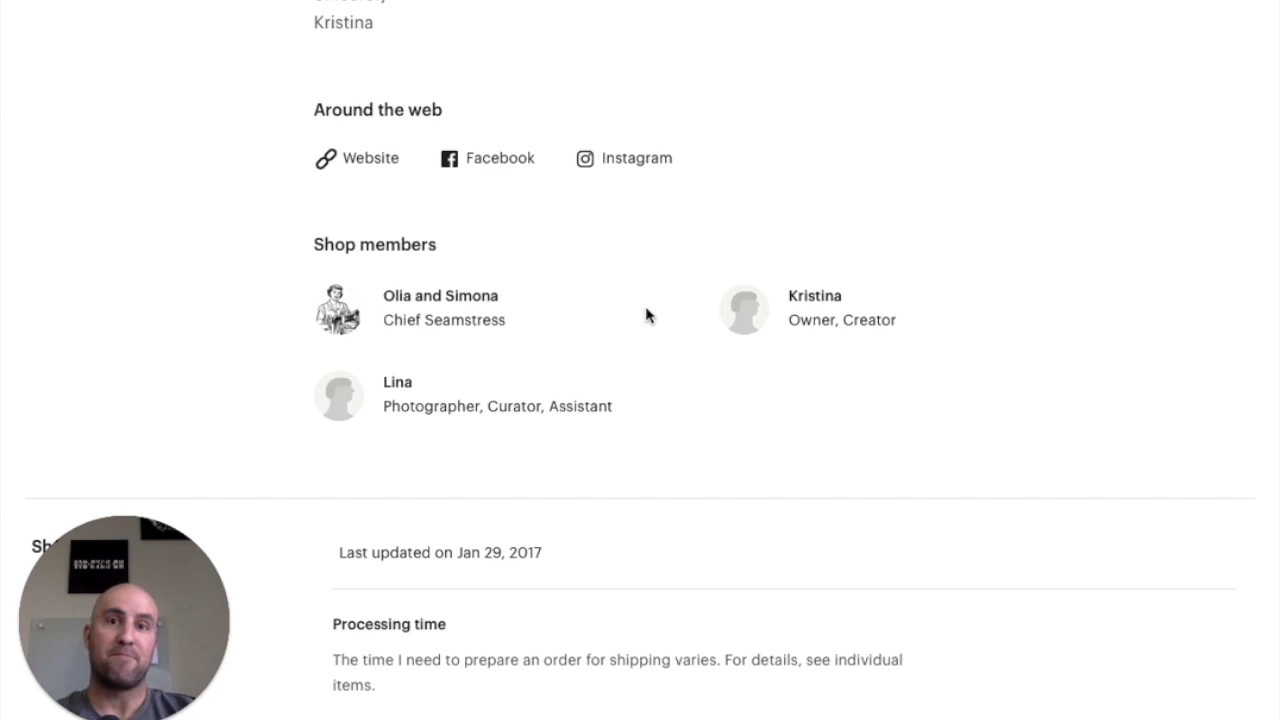 Kristina
Around the web
Website Facebook Instagram
Shop members
Olia and Simona
Chief Seamstress
Kristina
Owner, Creator
Lina
Photographer, Curator, Assistant
Last updated on Jan 29, 2017
Processing time
The time I need to prepare an order for shipping varies. For details, see individual
items.